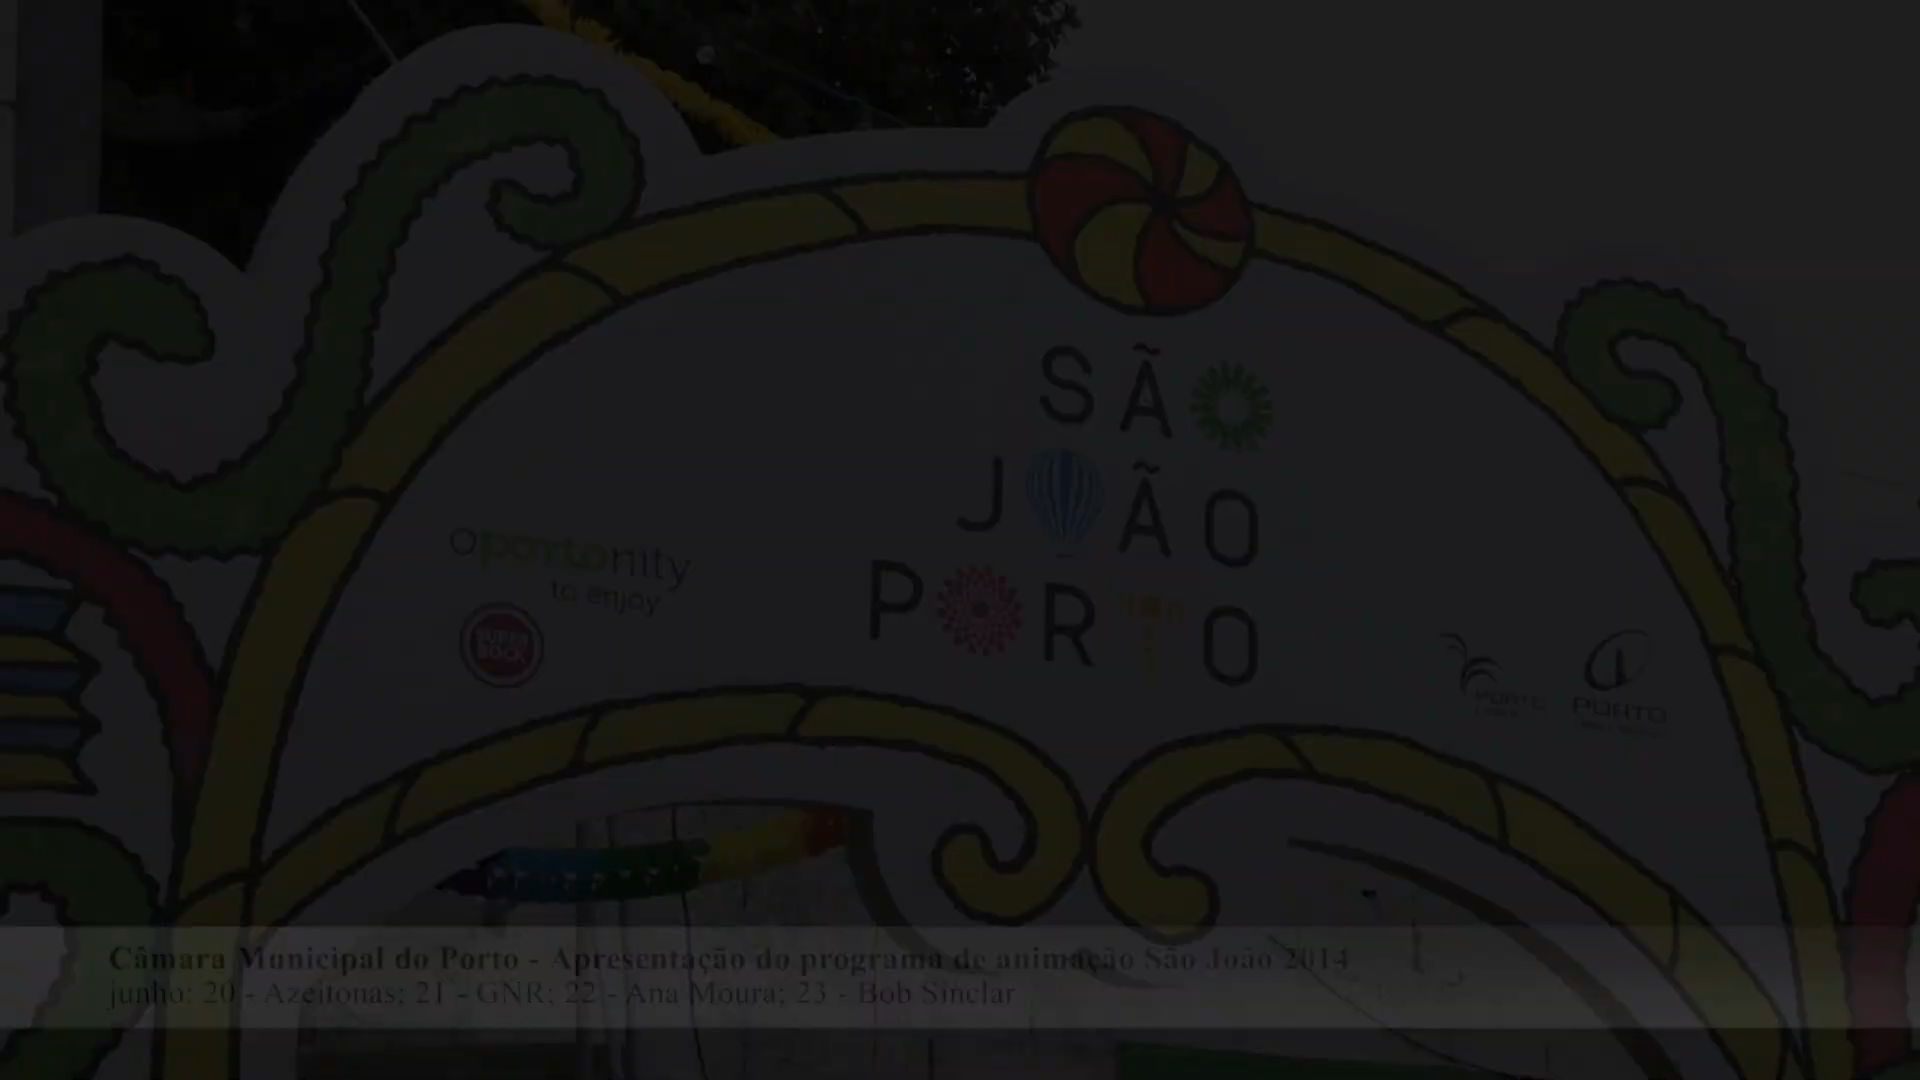 SÃO
JOÃO
PORTO
oportonity
to enjoy
SUPER
BOCK
PORTO
PORTO
Câmara Municipal do Porto - Apresentação do programa de animação São João 2014
junho: 20 - Azeitonas; 21 - GNR; 22 - Ana Moura; 23 - Bob Sinclar